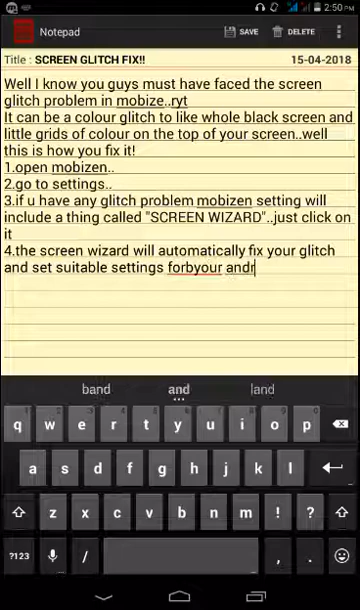 2:50 PM
Notepad SAVE DELETE
Title : SCREEN GLITCH FIX!! 15-04-2018
Well I know you guys must have faced the screen
glitch problem in mobize..ryt
It can be a colour glitch to like whole black screen and
little grids of colour on the top of your screen..well
this is how you fix it!
1.open mobizen..
2.go to settings..
3.if u have any glitch problem mobizen setting will
include a thing called "SCREEN WIZARD"..just click on
it
4.the screen wizard will automatically fix your glitch
and set suitable settings forbyour andr
band and land
q w e r t y u i o p
a s d f g h j k l
z x c v b n m ! ?
?123 / , .